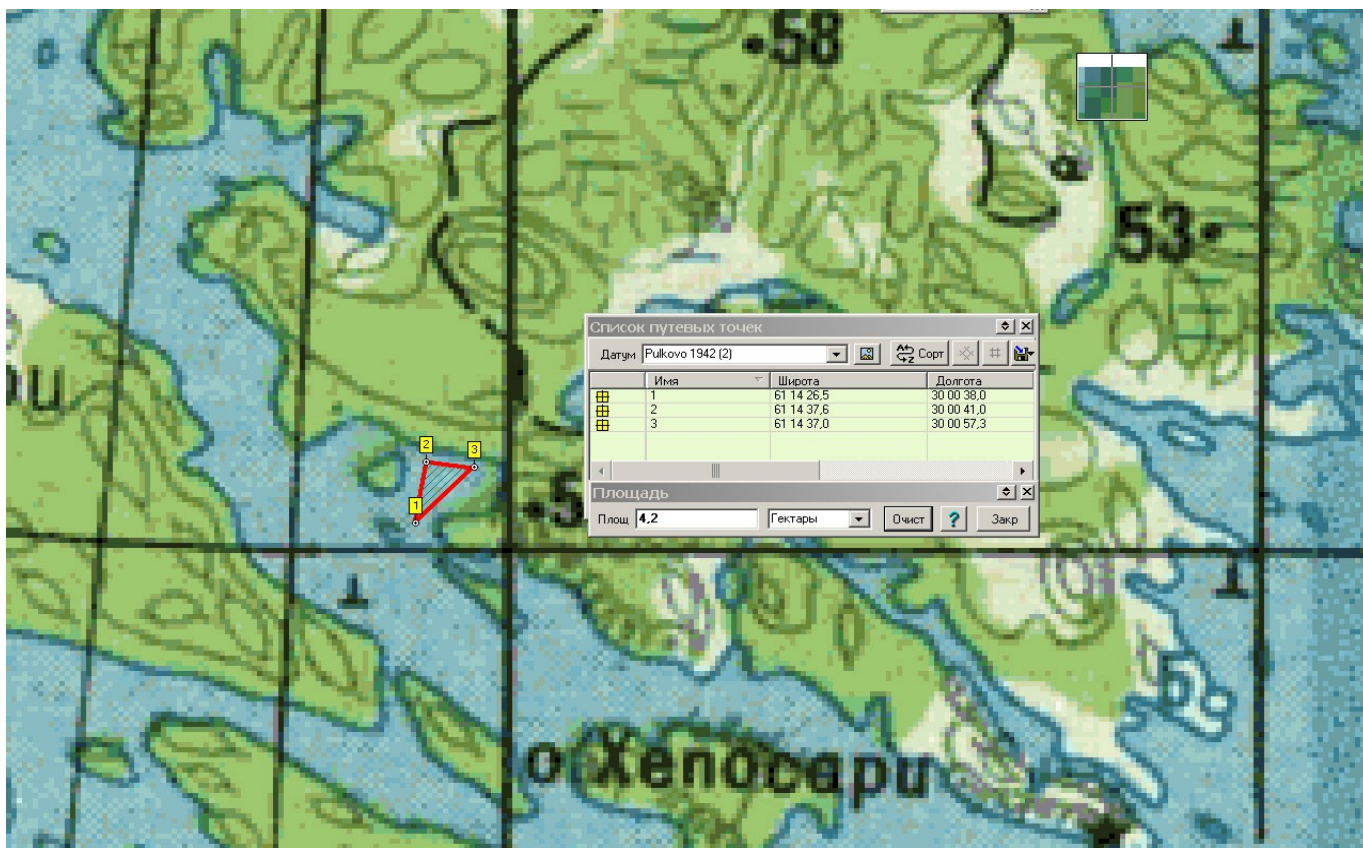 58
53
Список путевых точек
Датум Pulkovo 1942 (2) Сорт
Имя Широта Долгота
1 61 14 26,5 30 00 38,0
2 61 14 37,6 30 00 41,0
3 61 14 37,0 30 00 57,3
2
3
1
Площадь
Площ 4,2 Гектары Очист ? Закр
о Хепосари